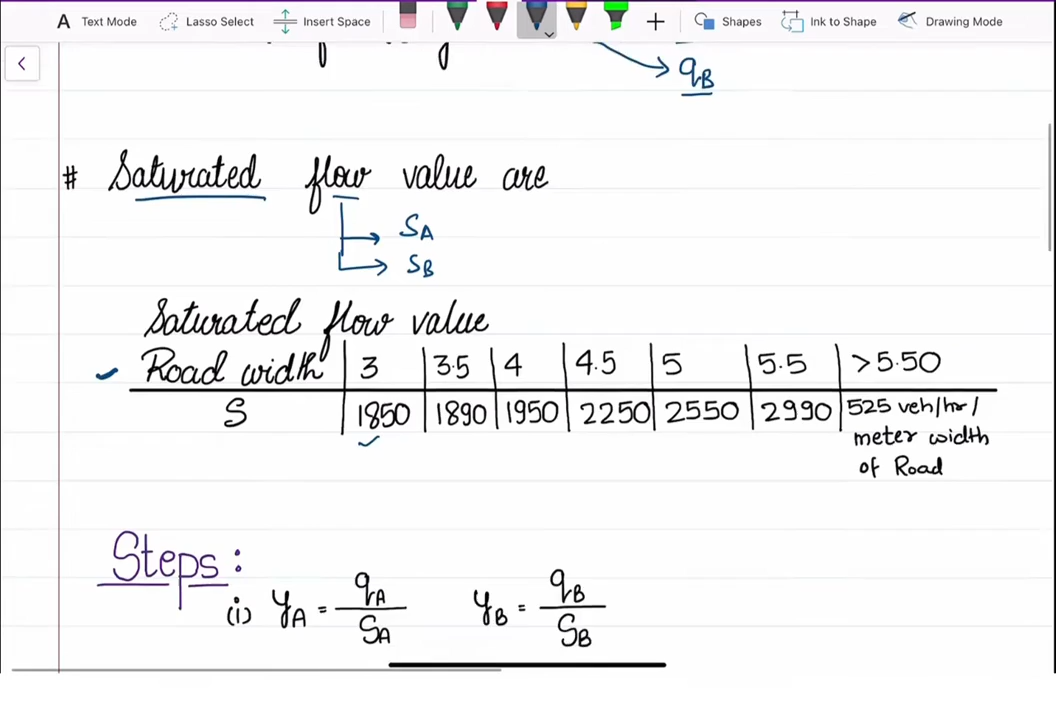 A Text Mode Lasso Select Insert Space Shapes Ink to Shape Drawing Mode
qB
# Saturated flow value are
SA
SB
Saturated flow value
Road width 3 3.5 4 4.5 5 5.5 >5.50
S 1850 1890 1950 2250 2550 2990 525 veh/hr/
meter width
of Road
Steps:
(i) yA = qA/SA yB = qB/SB